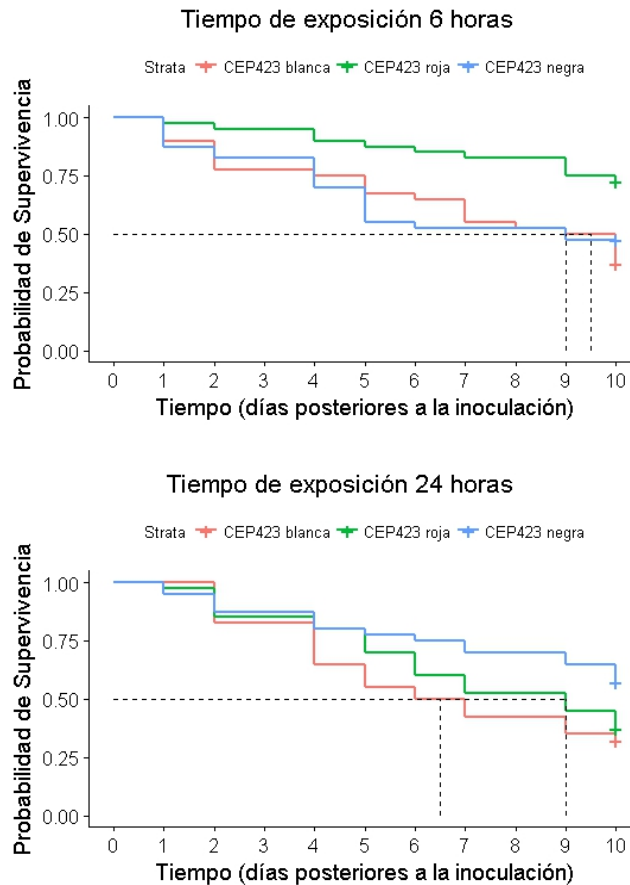 Tiempo de exposición 6 horas
Strata CEP423 blanca CEP423 roja CEP423 negra
Probabilidad de Supervivencia
1.00
0.75
0.50
0.25
0.00
0 1 2 3 4 5 6 7 8 9 10
Tiempo (días posteriores a la inoculación)
Tiempo de exposición 24 horas
Strata CEP423 blanca CEP423 roja CEP423 negra
Probabilidad de Supervivencia
1.00
0.75
0.50
0.25
0.00
0 1 2 3 4 5 6 7 8 9 10
Tiempo (días posteriores a la inoculación)